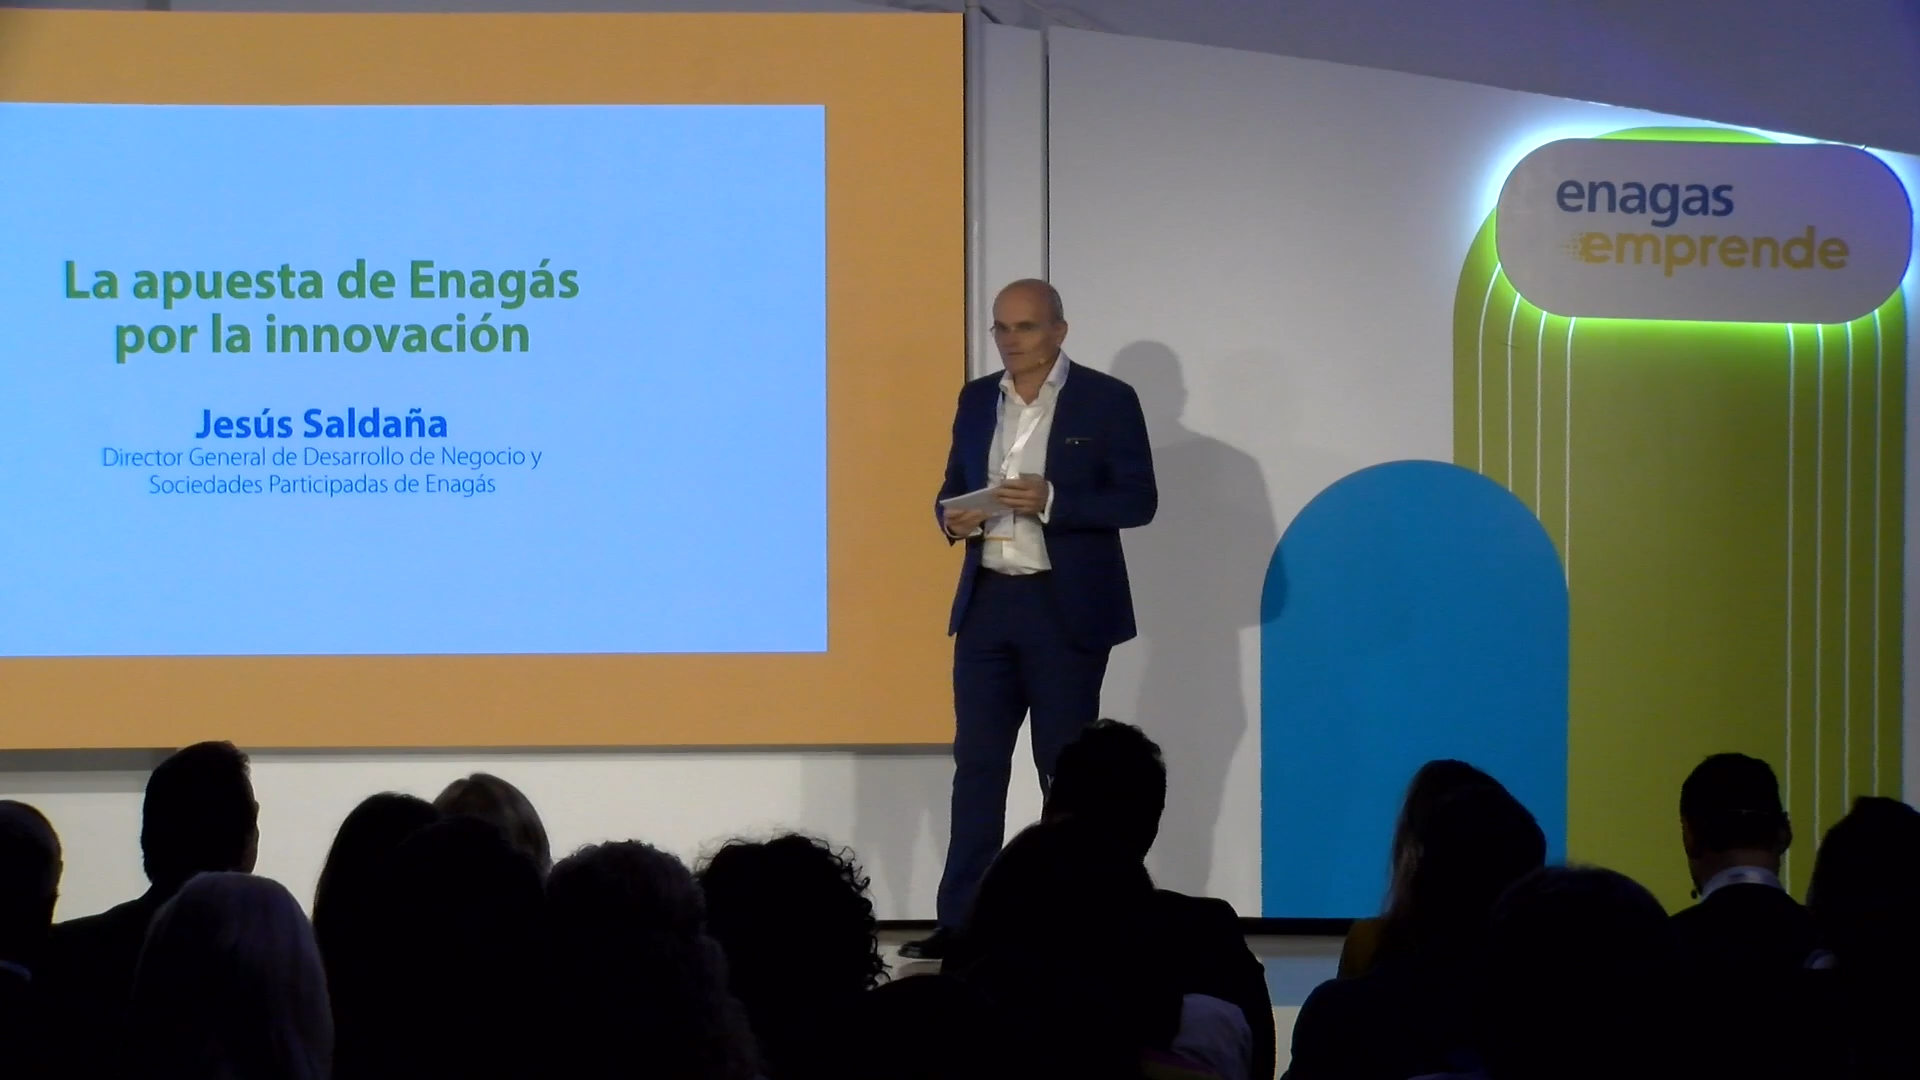 La apuesta de Enagás
por la innovación
Jesús Saldaña
Director General de Desarrollo de Negocio y
Sociedades Participadas de Enagás
enagas
emprende